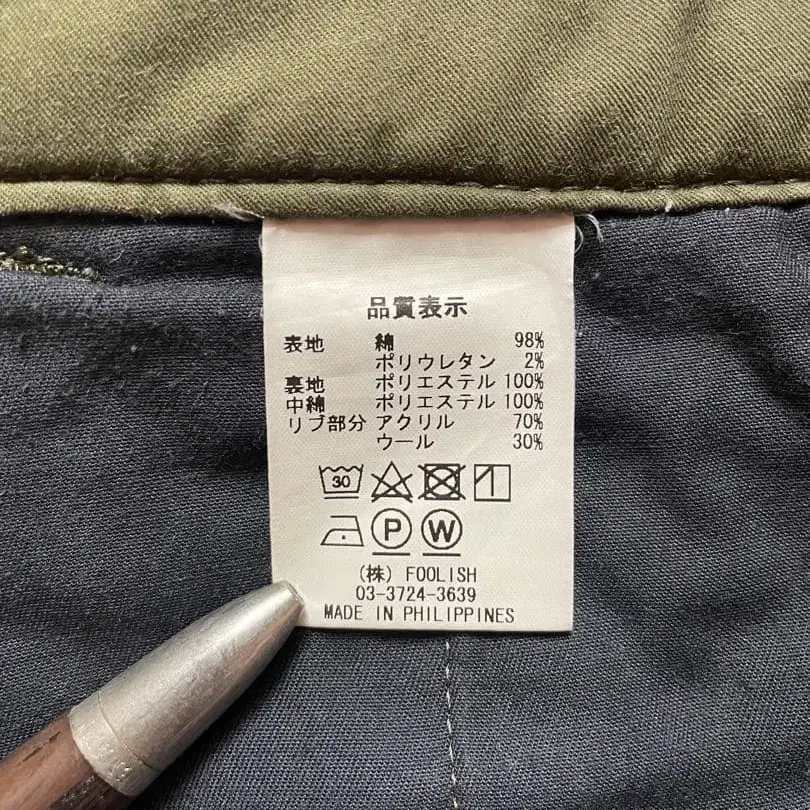 品質表示
表地 綿 98%
ポリウレタン 2%
裏地 ポリエステル 100%
中綿 ポリエステル 100%
リブ部分 アクリル 70%
ウール 30%
30
P W
(株) FOOLISH
03-3724-3639
MADE IN PHILIPPINES